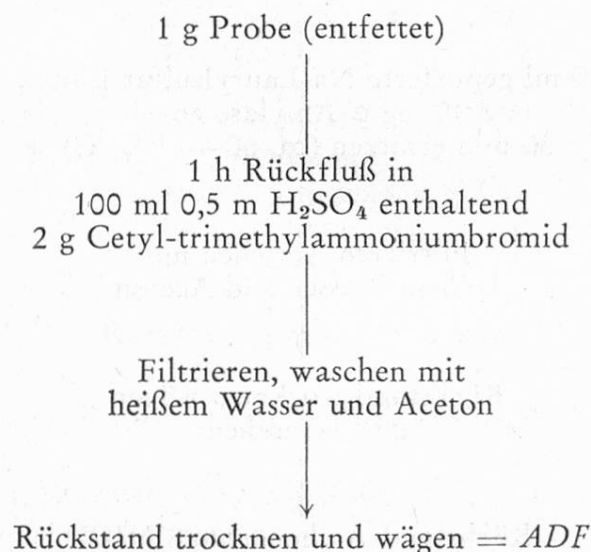 1 g Probe (entfettet)
1 h Rückfluß in
100 ml 0,5 m H₂SO₄ enthaltend
2 g Cetyl-trimethylammoniumbromid
Filtrieren, waschen mit
heißem Wasser und Aceton
Rückstand trocknen und wägen = ADF